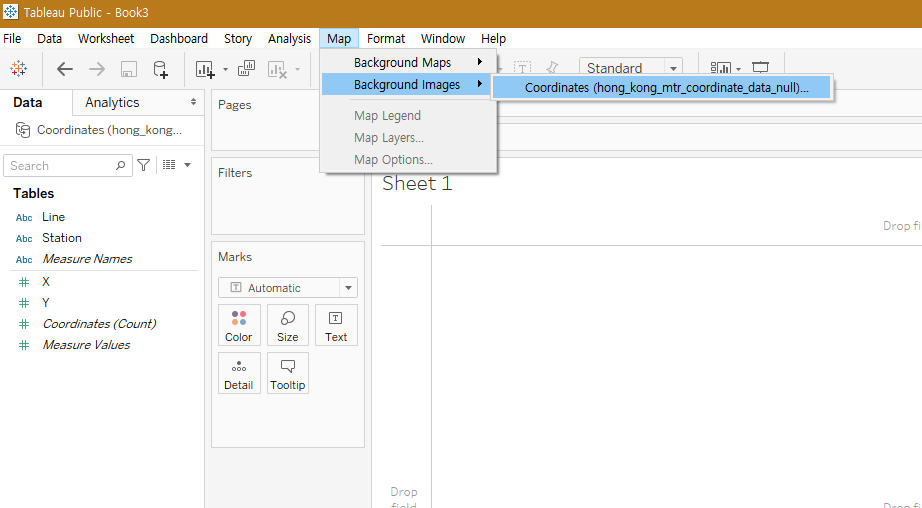 Tableau Public - Book3
File Data Worksheet Dashboard Story Analysis Map Format Window Help
Standard
Background Maps
Background Images
Coordinates (hong_kong_mtr_coordinate_data_null)...
Map Legend
Map Layers...
Map Options...
Data Analytics
Coordinates (hong_kong...
Search
Tables
Abc Line
Abc Station
Abc Measure Names
# X
# Y
# Coordinates (Count)
# Measure Values
Pages
Filters
Marks
T Automatic
Color Size Text
Detail Tooltip
Sheet 1
Drop fi
Drop
field
Drop fi